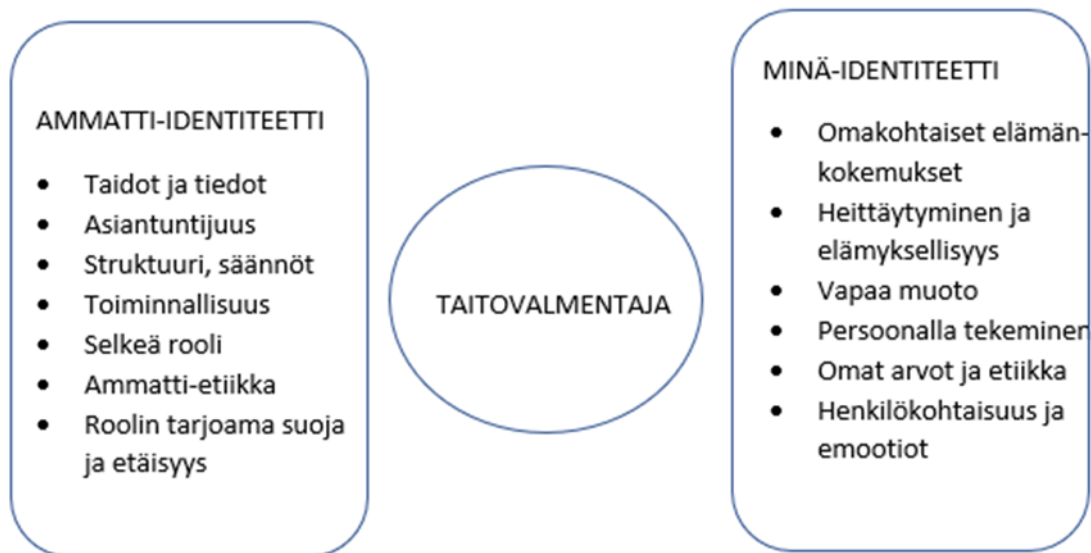 AMMATTI-IDENTITEETTI
• Taidot ja tiedot
• Asiantuntijuus
• Struktuuri, säännöt
• Toiminnallisuus
• Selkeä rooli
• Ammatti-etiikka
• Roolin tarjoama suoja
ja etäisyys
TAITOVALMENTAJA
MINÄ-IDENTITEETTI
• Omakohtaiset elämän-
kokemukset
• Heittäytyminen ja
elämyksellisyys
• Vapaa muoto
• Persoonalla tekeminen
• Omat arvot ja etiikka
• Henkilökohtaisuus ja
emootiot